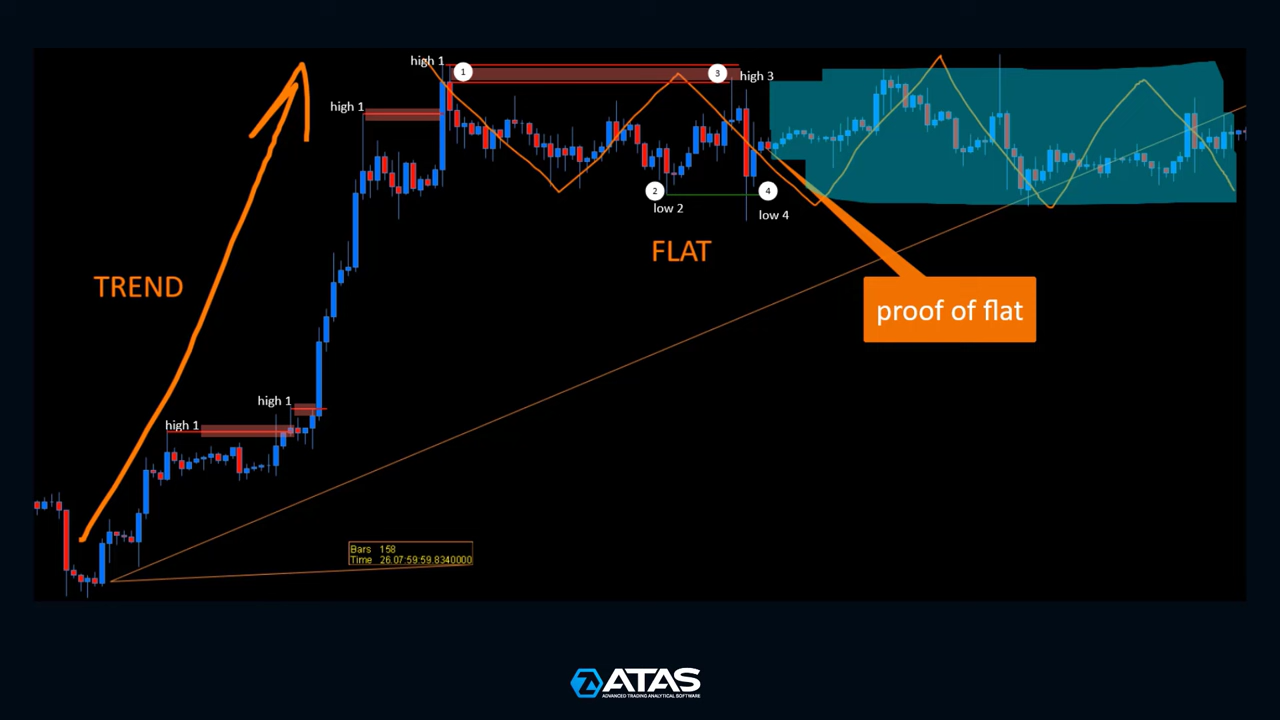 high 1
1
3
high 3
high 1
2
4
low 2
low 4
FLAT
TREND
proof of flat
high 1
high 1
Bars 158
Time 26.07:59:59.8340000
ATAS
ADVANCED TRADING ANALYTICAL SOFTWARE